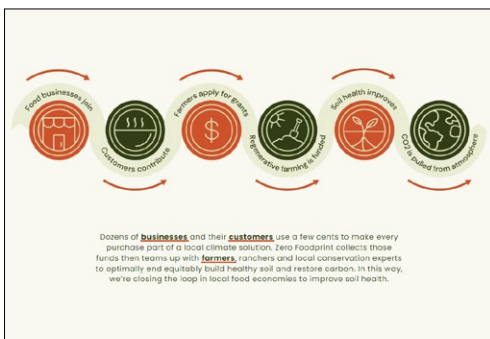 Food businesses join
Customers contribute
Farmers apply for grants
$
Regenerative farming is funded
Soil health improves
CO2 is pulled from atmosphere
Dozens of businesses and their customers use a few cents to make every
purchase part of a local climate solution. Zero Foodprint collects those
funds then teams up with farmers, ranchers and local conservation experts
to optimally end equitably build healthy soil and restore carbon. In this way,
we're closing the loop in local food economies to improve soil health.